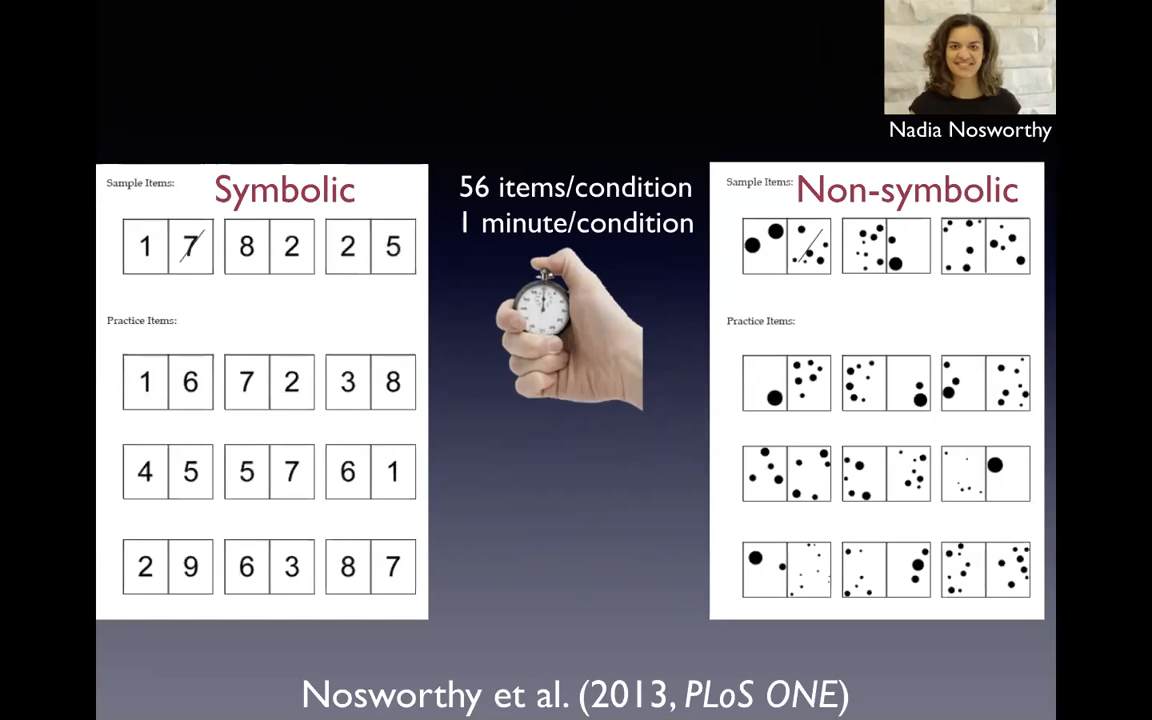 Nadia Nosworthy
Sample Items: Symbolic
1 7 8 2 2 5
Practice Items:
1 6 7 2 3 8
4 5 5 7 6 1
2 9 6 3 8 7
56 items/condition
1 minute/condition
Sample Items: Non-symbolic
Practice Items:
Nosworthy et al. (2013, PLoS ONE)